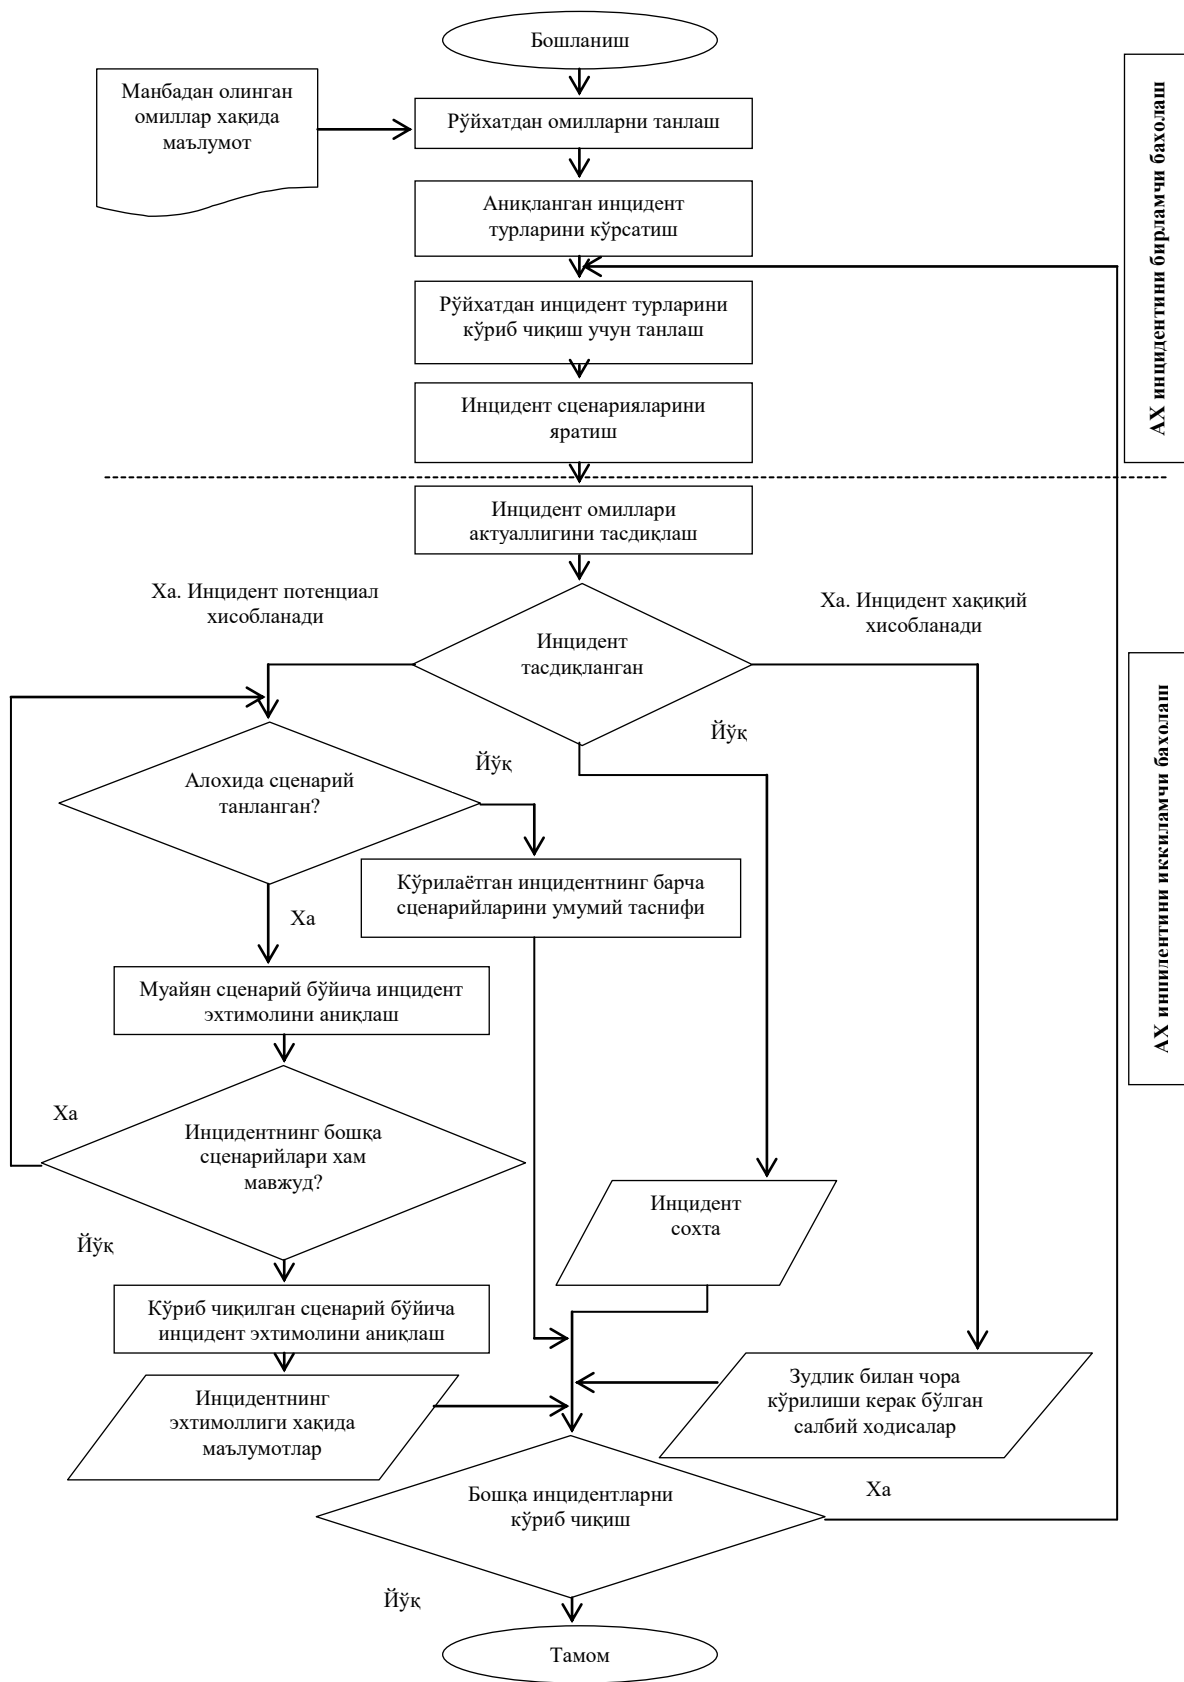 Бошланиш
Манбадан олинган
омиллар хақида
маълумот
Рўйхатдан омилларни танлаш
Аниқланган инцидент
турларини кўрсатиш
Рўйхатдан инцидент турларини
кўриб чиқиш учун танлаш
Инцидент сценарияларини
яратиш
АХ инцидентини бирламчи бахолаш
Инцидент омиллари
актуаллигини тасдиқлаш
Ха. Инцидент потенциал
хисобланади
Ха. Инцидент хақиқий
хисобланади
Инцидент
тасдиқланган
Йўқ
Алохида сценарий
танланган?
Йўқ
Кўрилаётган инцидентнинг барча
сценарийларини умумий таснифи
Ха
АХ инпилентини иккиламчи бахолаш
Муайян сценарий бўйича инцидент
эхтимолини аниқлаш
Ха
Инцидентнинг бошқа
сценарийлари хам
мавжуд?
Инцидент
сохта
Йўқ
Кўриб чиқилган сценарий бўйича
инцидент эхтимолини аниқлаш
Инцидентнинг
эхтимоллиги хақида
маълумотлар
Зудлик билан чора
кўрилиши керак бўлган
салбий ходисалар
Бошқа инцидентларни
кўриб чиқиш
Ха
Йўқ
Тамом